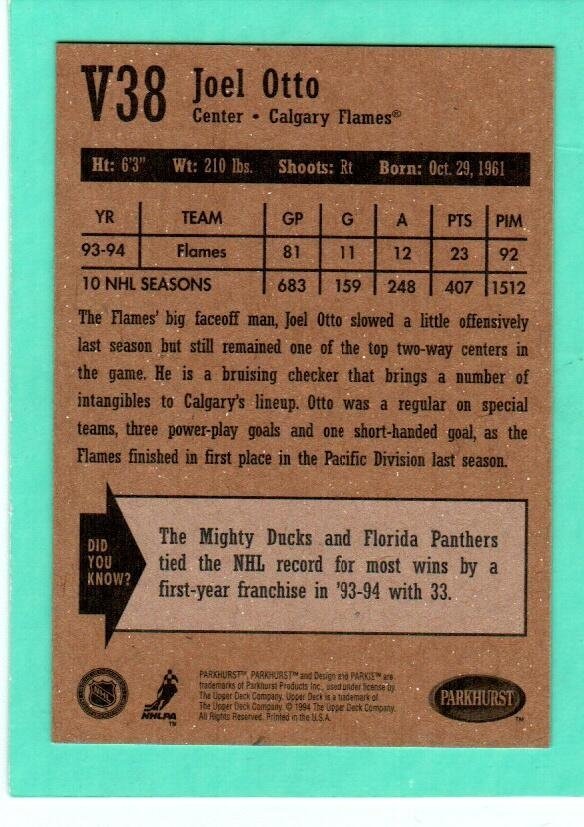 V38 Joel Otto
Center • Calgary Flames®
Ht: 6'3" Wt: 210 lbs. Shoots: Rt Born: Oct. 29, 1961
YR TEAM GP G A PTS PIM
93-94 Flames 81 11 12 23 92
10 NHL SEASONS 683 159 248 407 1512
The Flames' big faceoff man, Joel Otto slowed a little offensively
last season but still remained one of the top two-way centers in
the game. He is a bruising checker that brings a number of
intangibles to Calgary's lineup. Otto was a regular on special
teams, three power-play goals and one short-handed goal, as the
Flames finished in first place in the Pacific Division last season.
DID
YOU
KNOW?
The Mighty Ducks and Florida Panthers
tied the NHL record for most wins by a
first-year franchise in '93-94 with 33.
NHL
NHLPA
TM
PARKHURST™, PARKHURST™ and Design and PARKIE™ are
trademarks of Parkhurst Products Inc., used under license by
The Upper Deck Company. Upper Deck is a trademark of
The Upper Deck Company. © 1994 The Upper Deck Company.
All Rights Reserved. Printed in the U.S.A.
PARKHURST
TM